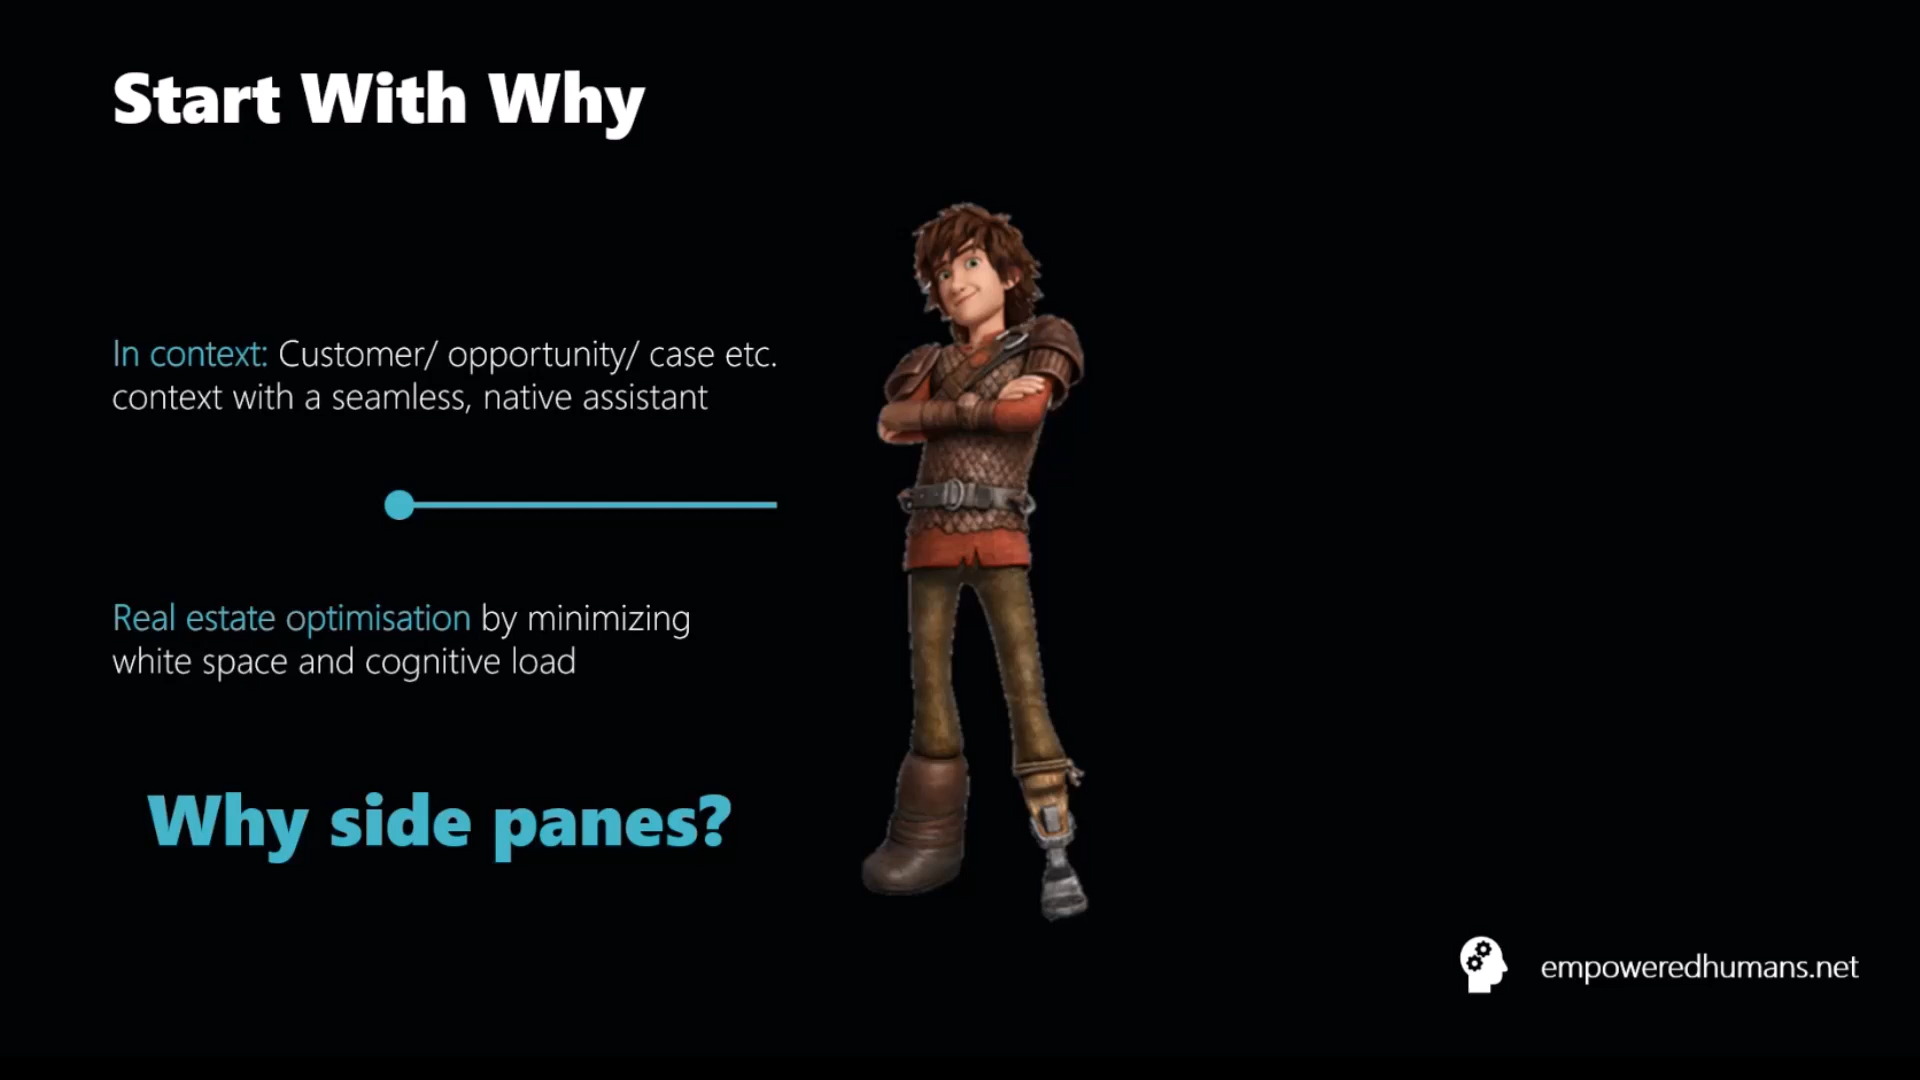 Start With Why
In context: Customer/ opportunity/ case etc.
context with a seamless, native assistant
Real estate optimisation by minimizing
white space and cognitive load
Why side panes?
empoweredhumans.net